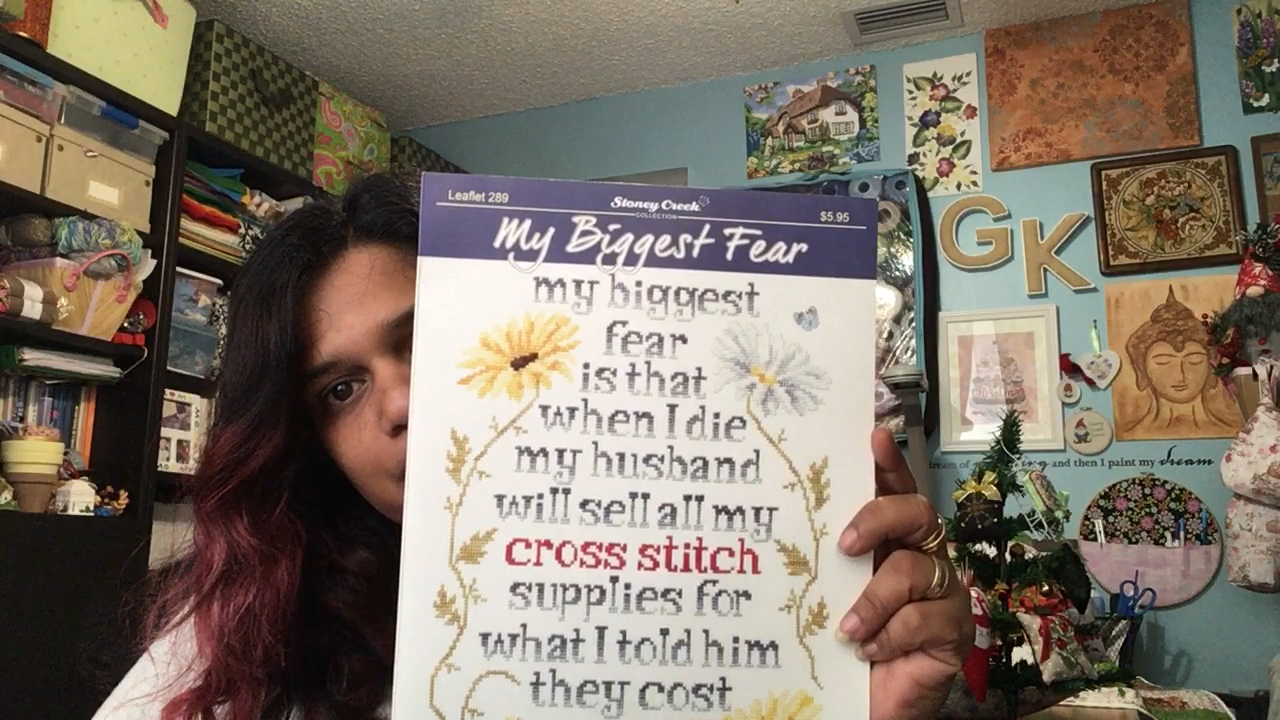 Leaflet 289
Stoney Creek
COLLECTION
$5.95
My Biggest Fear
my biggest
fear
is that
when I die
my husband
will sell all my
cross stitch
supplies for
what I told him
they cost
G K
and then I paint my dream